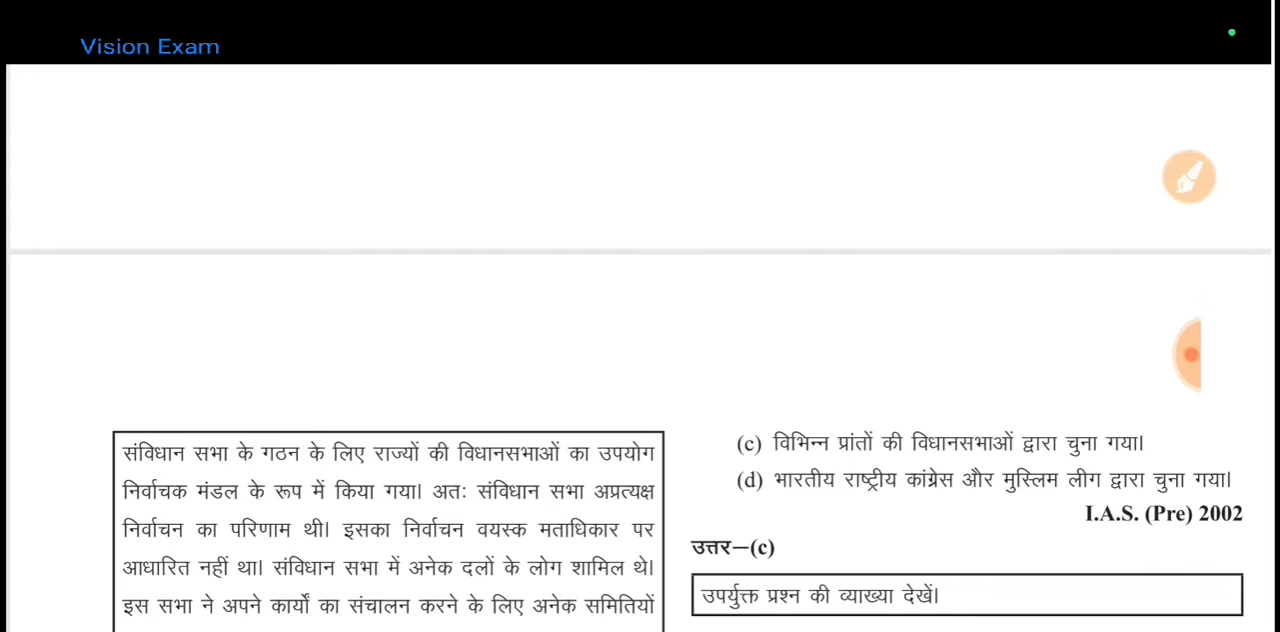 Vision Exam
संविधान सभा के गठन के लिए राज्यों की विधानसभाओं का उपयोग
निर्वाचक मंडल के रूप में किया गया। अतः संविधान सभा अप्रत्यक्ष
निर्वाचन का परिणाम थी। इसका निर्वाचन वयस्क मताधिकार पर
आधारित नहीं था। संविधान सभा में अनेक दलों के लोग शामिल थे।
इस सभा ने अपने कार्यों का संचालन करने के लिए अनेक समितियों
(c) विभिन्न प्रांतों की विधानसभाओं द्वारा चुना गया।
(d) भारतीय राष्ट्रीय कांग्रेस और मुस्लिम लीग द्वारा चुना गया।
I.A.S. (Pre) 2002
उत्तर—(c)
उपर्युक्त प्रश्न की व्याख्या देखें।